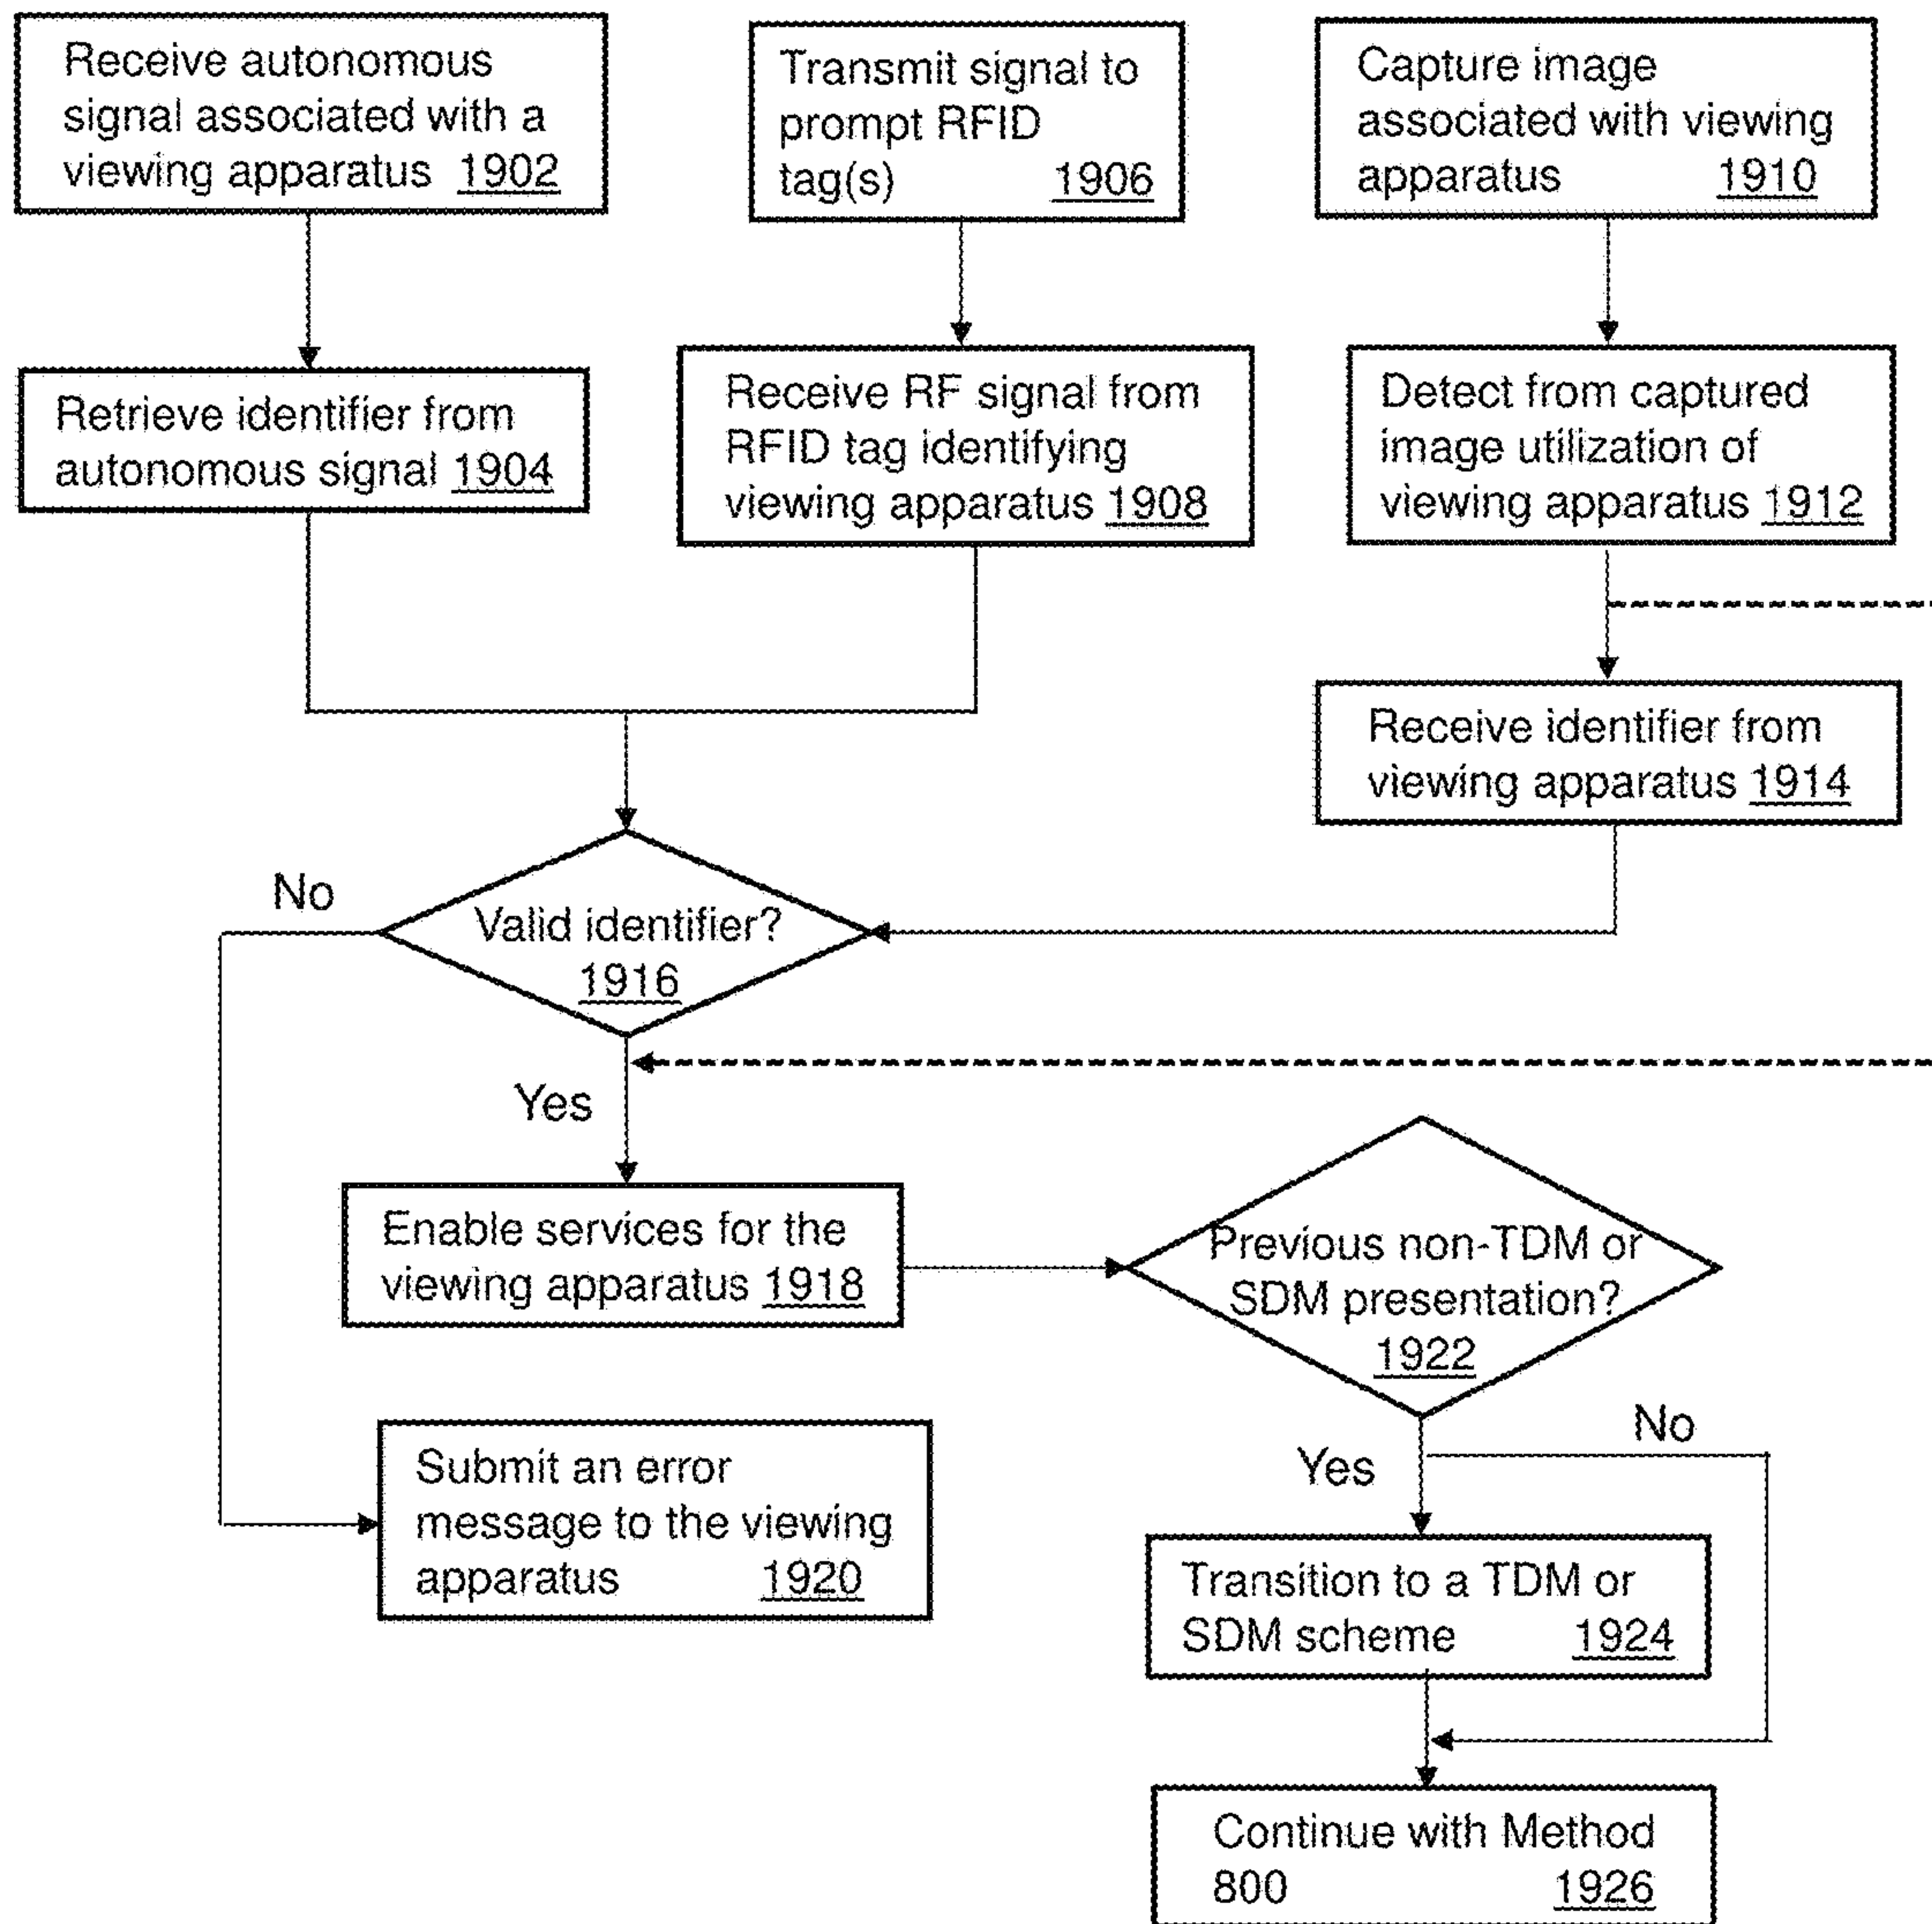 Receive autonomous
signal associated with a
viewing apparatus 1902
Transmit signal to
prompt RFID
tag(s) 1906
Capture image
associated with viewing
apparatus 1910
Retrieve identifier from
autonomous signal 1904
Receive RF signal from
RFID tag identifying
viewing apparatus 1908
Detect from captured
image utilization of
viewing apparatus 1912
Receive identifier from
viewing apparatus 1914
No
Valid identifier?
1916
Yes
Enable services for the
viewing apparatus 1918
Previous non-TDM or
SDM presentation?
1922
No
Yes
Submit an error
message to the viewing
apparatus 1920
Transition to a TDM or
SDM scheme 1924
Continue with Method
800 1926